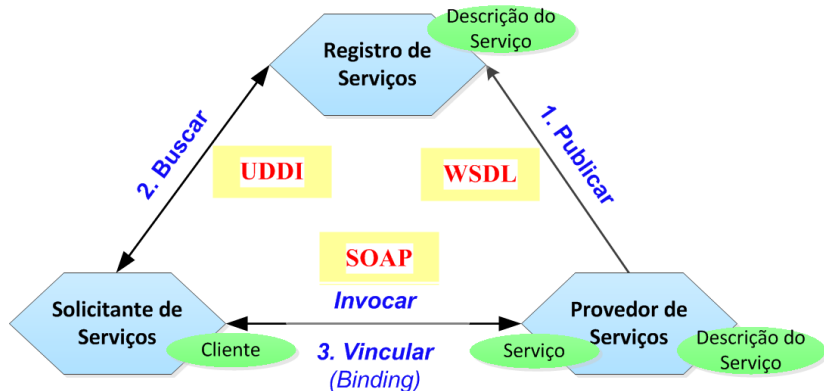 Descrição do
Serviço
Registro de
Serviços
2. Buscar
1. Publicar
UDDI
WSDL
SOAP
Invocar
Solicitante de
Serviços
Cliente
3. Vincular
(Binding)
Provedor de
Serviços
Serviço
Descrição do
Serviço